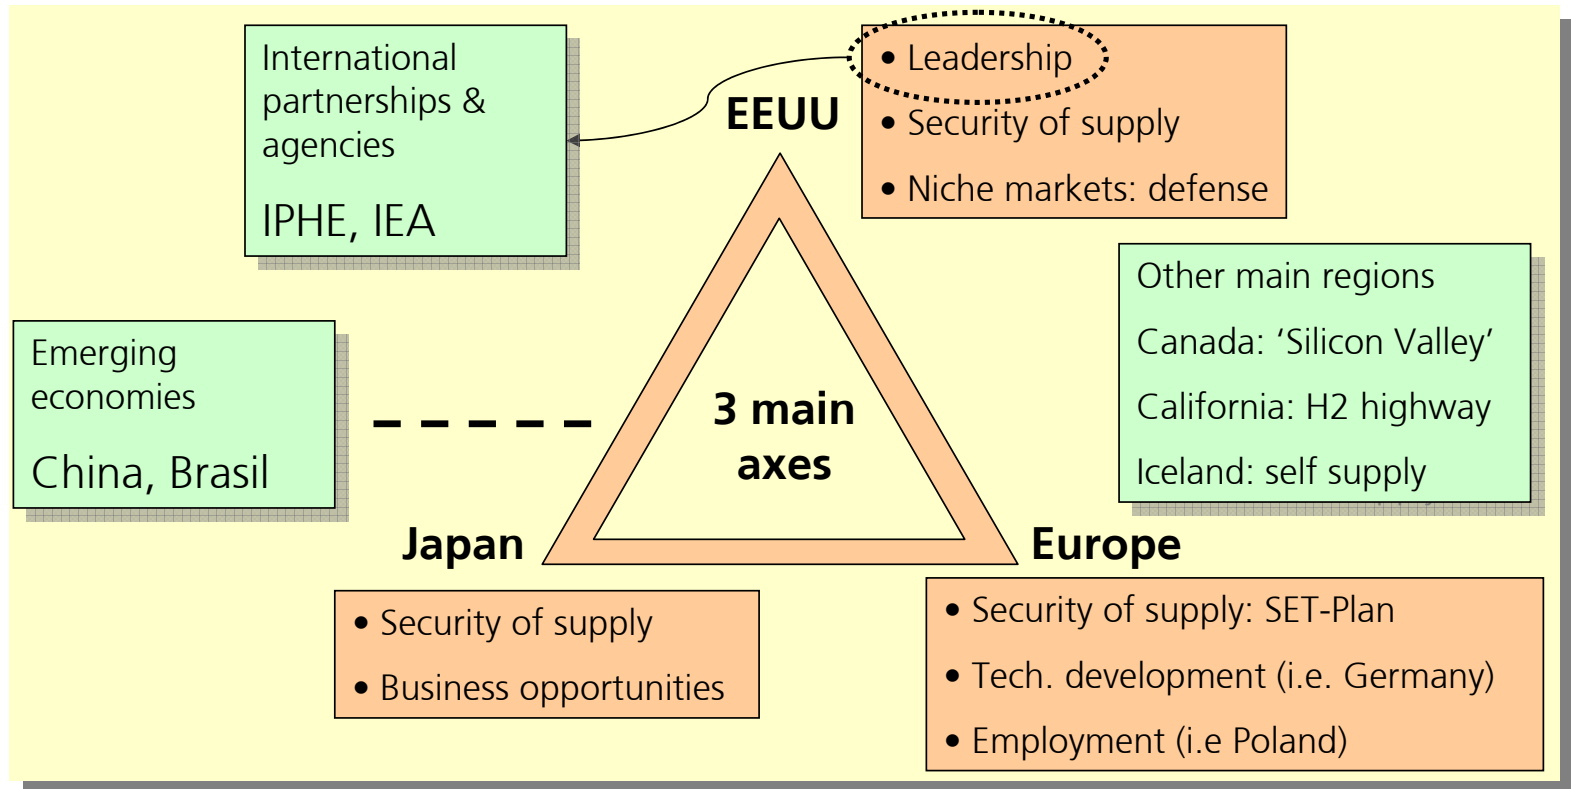 International
partnerships &
agencies
IPHE, IEA
EEUU
• Leadership
• Security of supply
• Niche markets: defense
Other main regions
Canada: ‘Silicon Valley’
California: H2 highway
Iceland: self supply
Emerging
economies
China, Brasil
3 main
axes
Japan
• Security of supply
• Business opportunities
Europe
• Security of supply: SET-Plan
• Tech. development (i.e. Germany)
• Employment (i.e Poland)